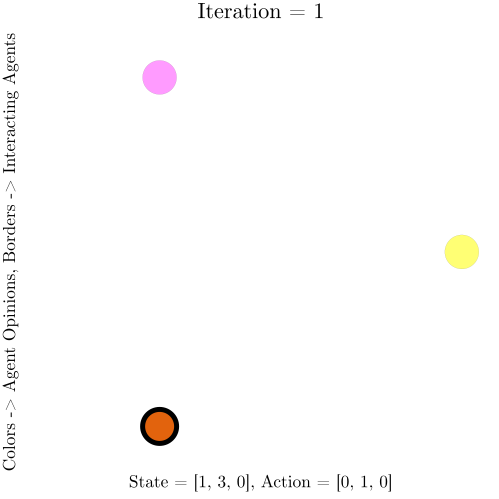 Iteration = 1
Colors -> Agent Opinions, Borders -> Interacting Agents
State = [1, 3, 0], Action = [0, 1, 0]